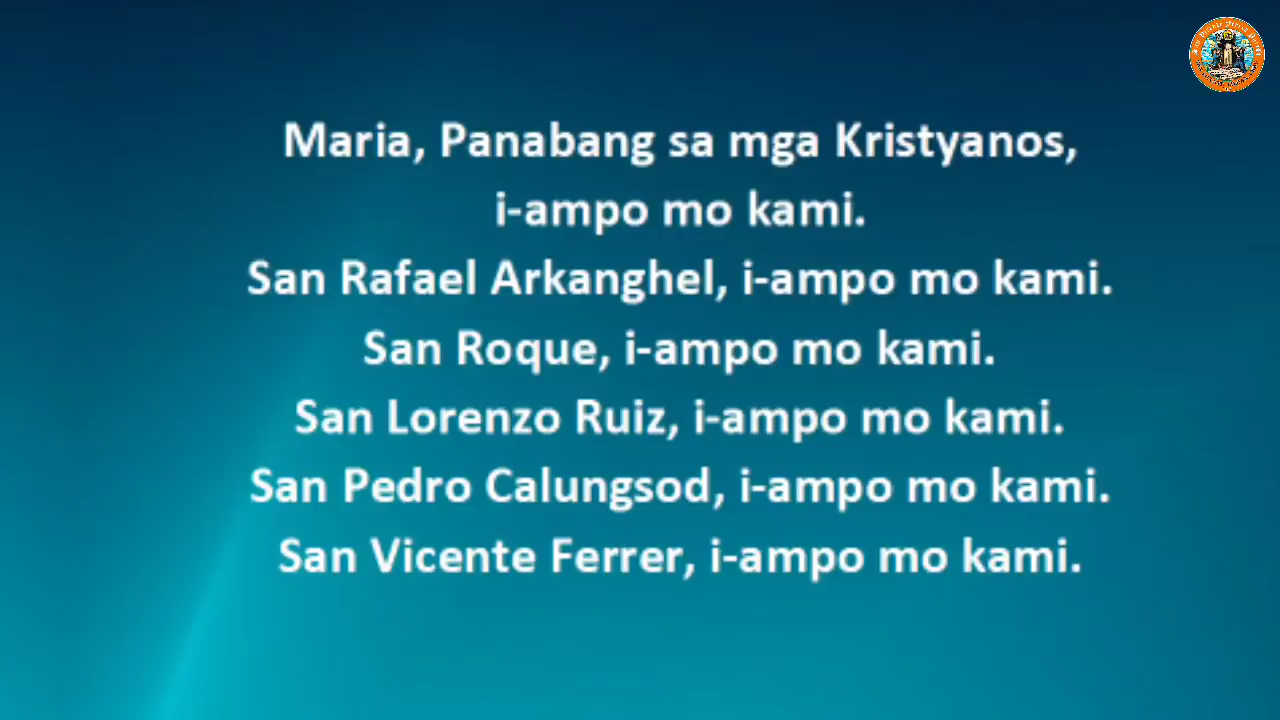 Maria, Panabang sa mga Kristyanos,
i-ampo mo kami.
San Rafael Arkanghel, i-ampo mo kami.
San Roque, i-ampo mo kami.
San Lorenzo Ruiz, i-ampo mo kami.
San Pedro Calungsod, i-ampo mo kami.
San Vicente Ferrer, i-ampo mo kami.